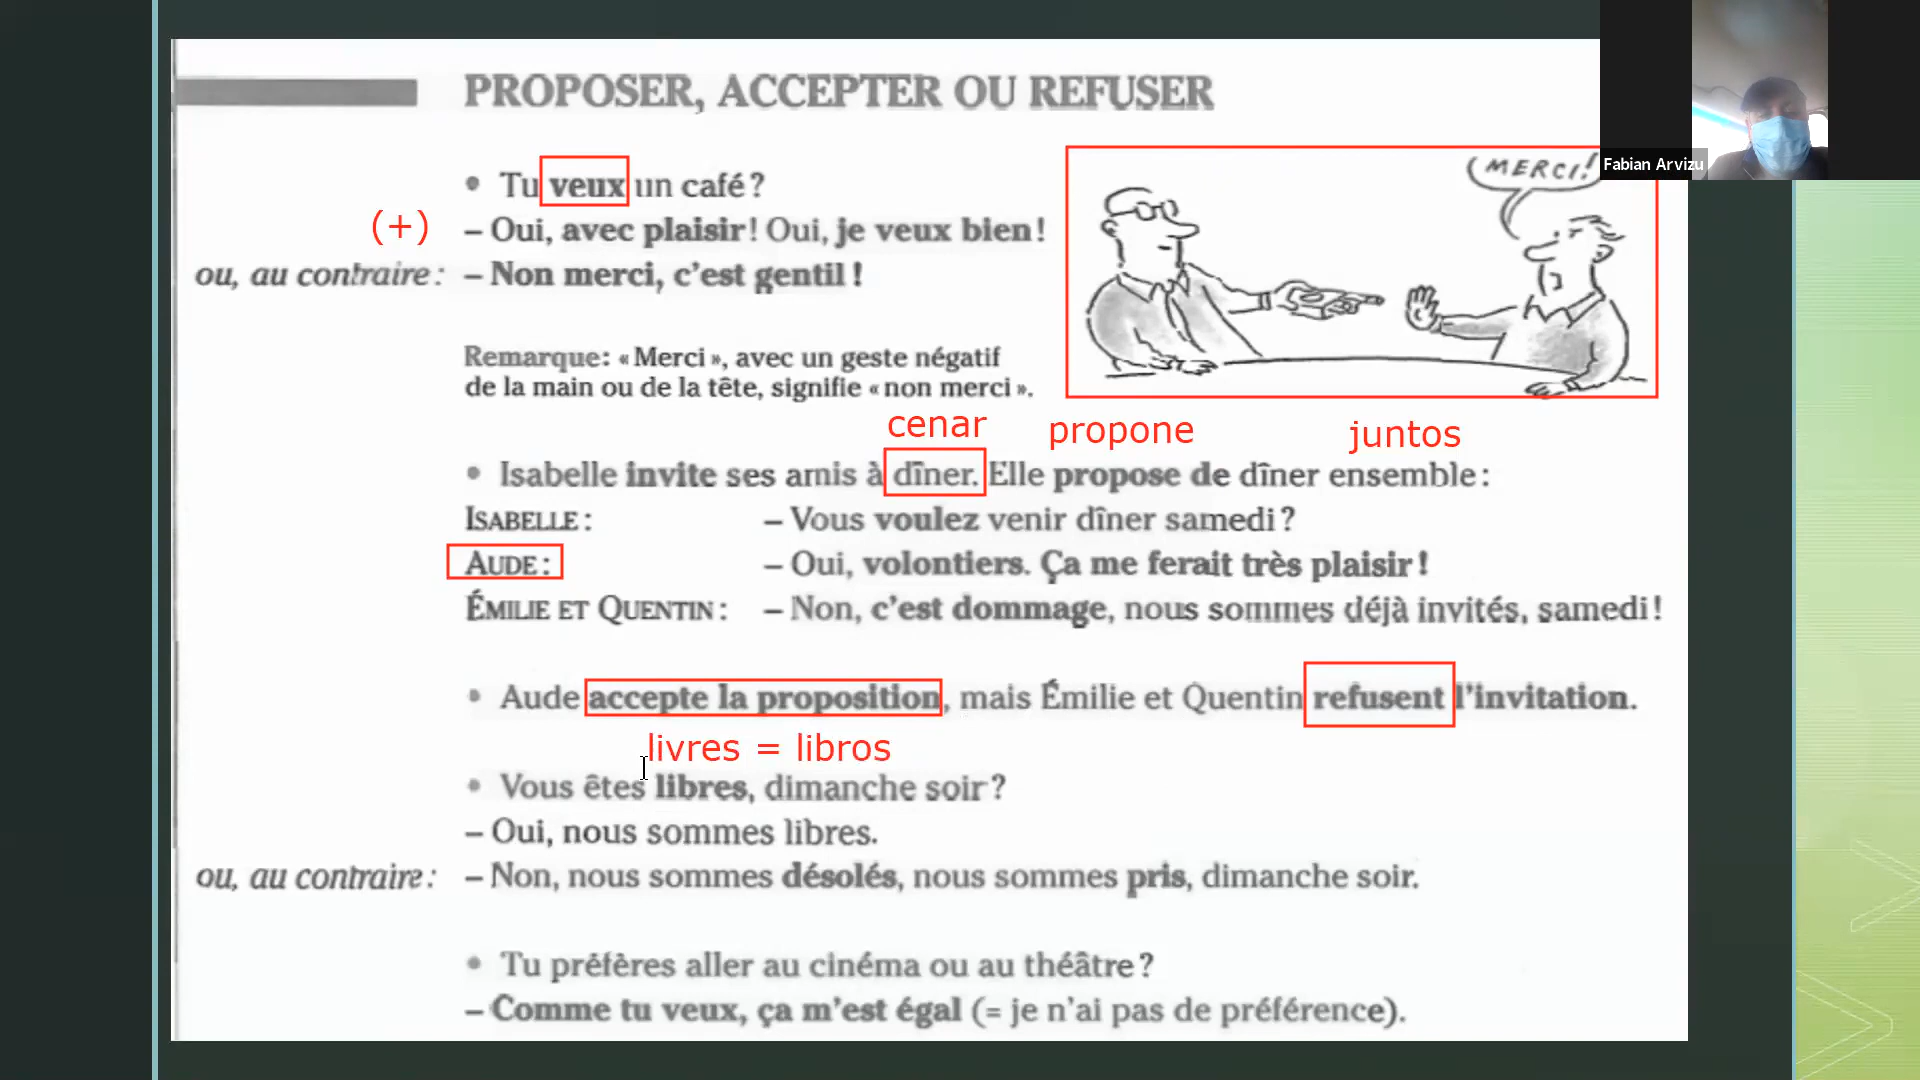 PROPOSER, ACCEPTER OU REFUSER
MERCI!
Fabian Arvizu
• Tu veux un café ?
(+)
– Oui, avec plaisir ! Oui, je veux bien !
ou, au contraire : – Non merci, c'est gentil !
Remarque : « Merci », avec un geste négatif
de la main ou de la tête, signifie « non merci ».
cenar propone juntos
• Isabelle invite ses amis à dîner. Elle propose de dîner ensemble :
ISABELLE : – Vous voulez venir dîner samedi ?
AUDE : – Oui, volontiers. Ça me ferait très plaisir !
ÉMILIE ET QUENTIN : – Non, c'est dommage, nous sommes déjà invités, samedi !
• Aude accepte la proposition, mais Émilie et Quentin refusent l'invitation.
livres = libros
• Vous êtes libres, dimanche soir ?
– Oui, nous sommes libres.
ou, au contraire : – Non, nous sommes désolés, nous sommes pris, dimanche soir.
• Tu préfères aller au cinéma ou au théâtre ?
– Comme tu veux, ça m'est égal (= je n'ai pas de préférence).